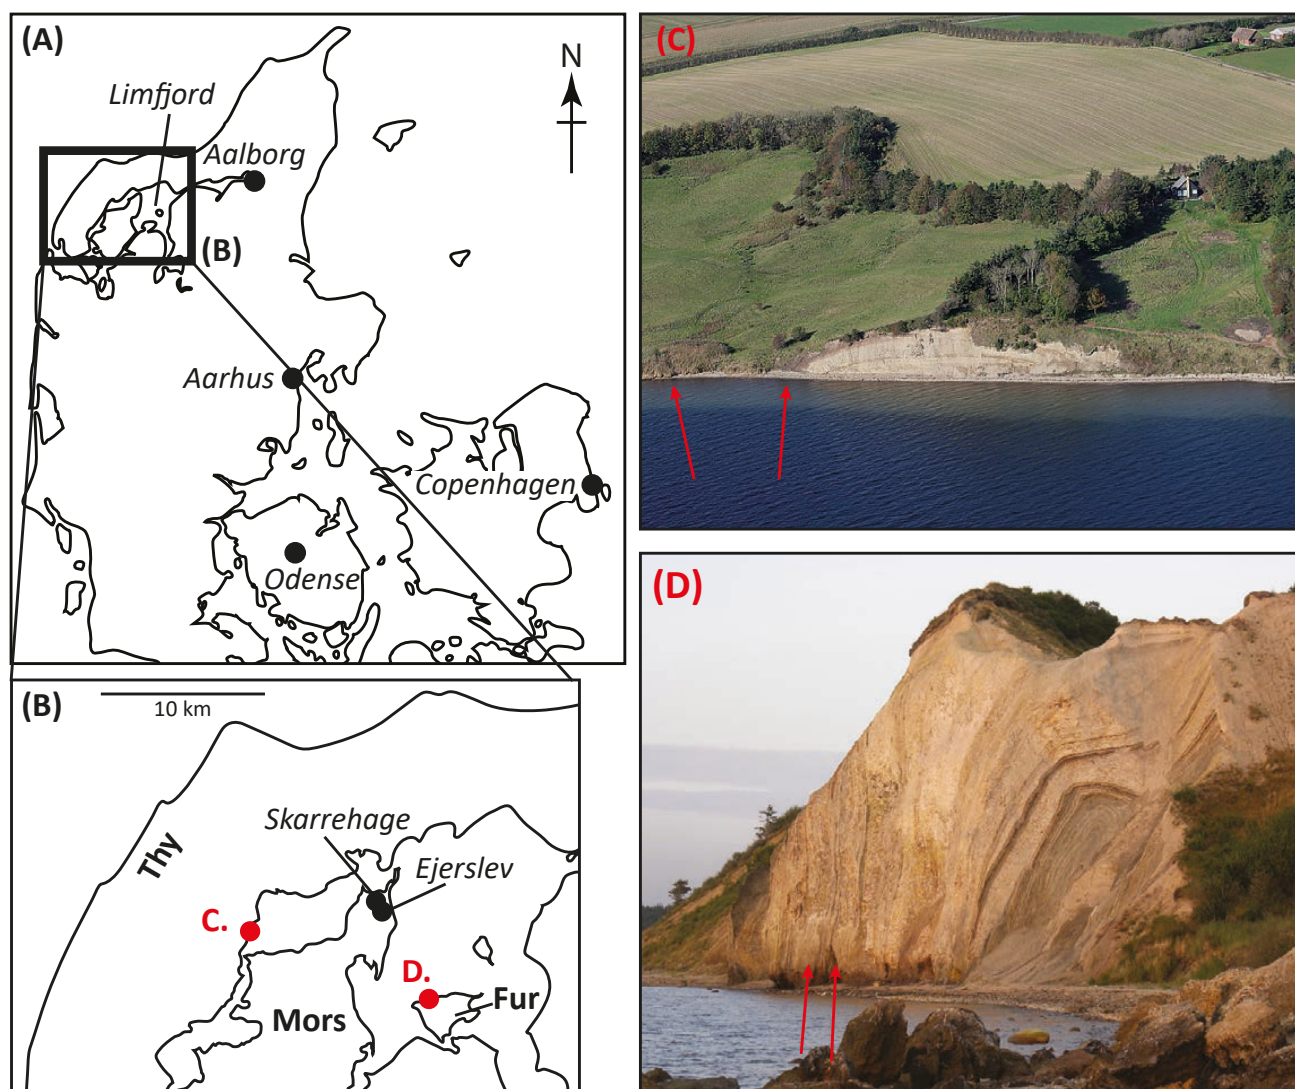 (A)
N
Limfjord
Aalborg
(B)
Aarhus
Copenhagen
Odense
(B)
10 km
Skarrehage
Ejerslev
Thy
C.
D.
Fur
Mors
(C)
(D)